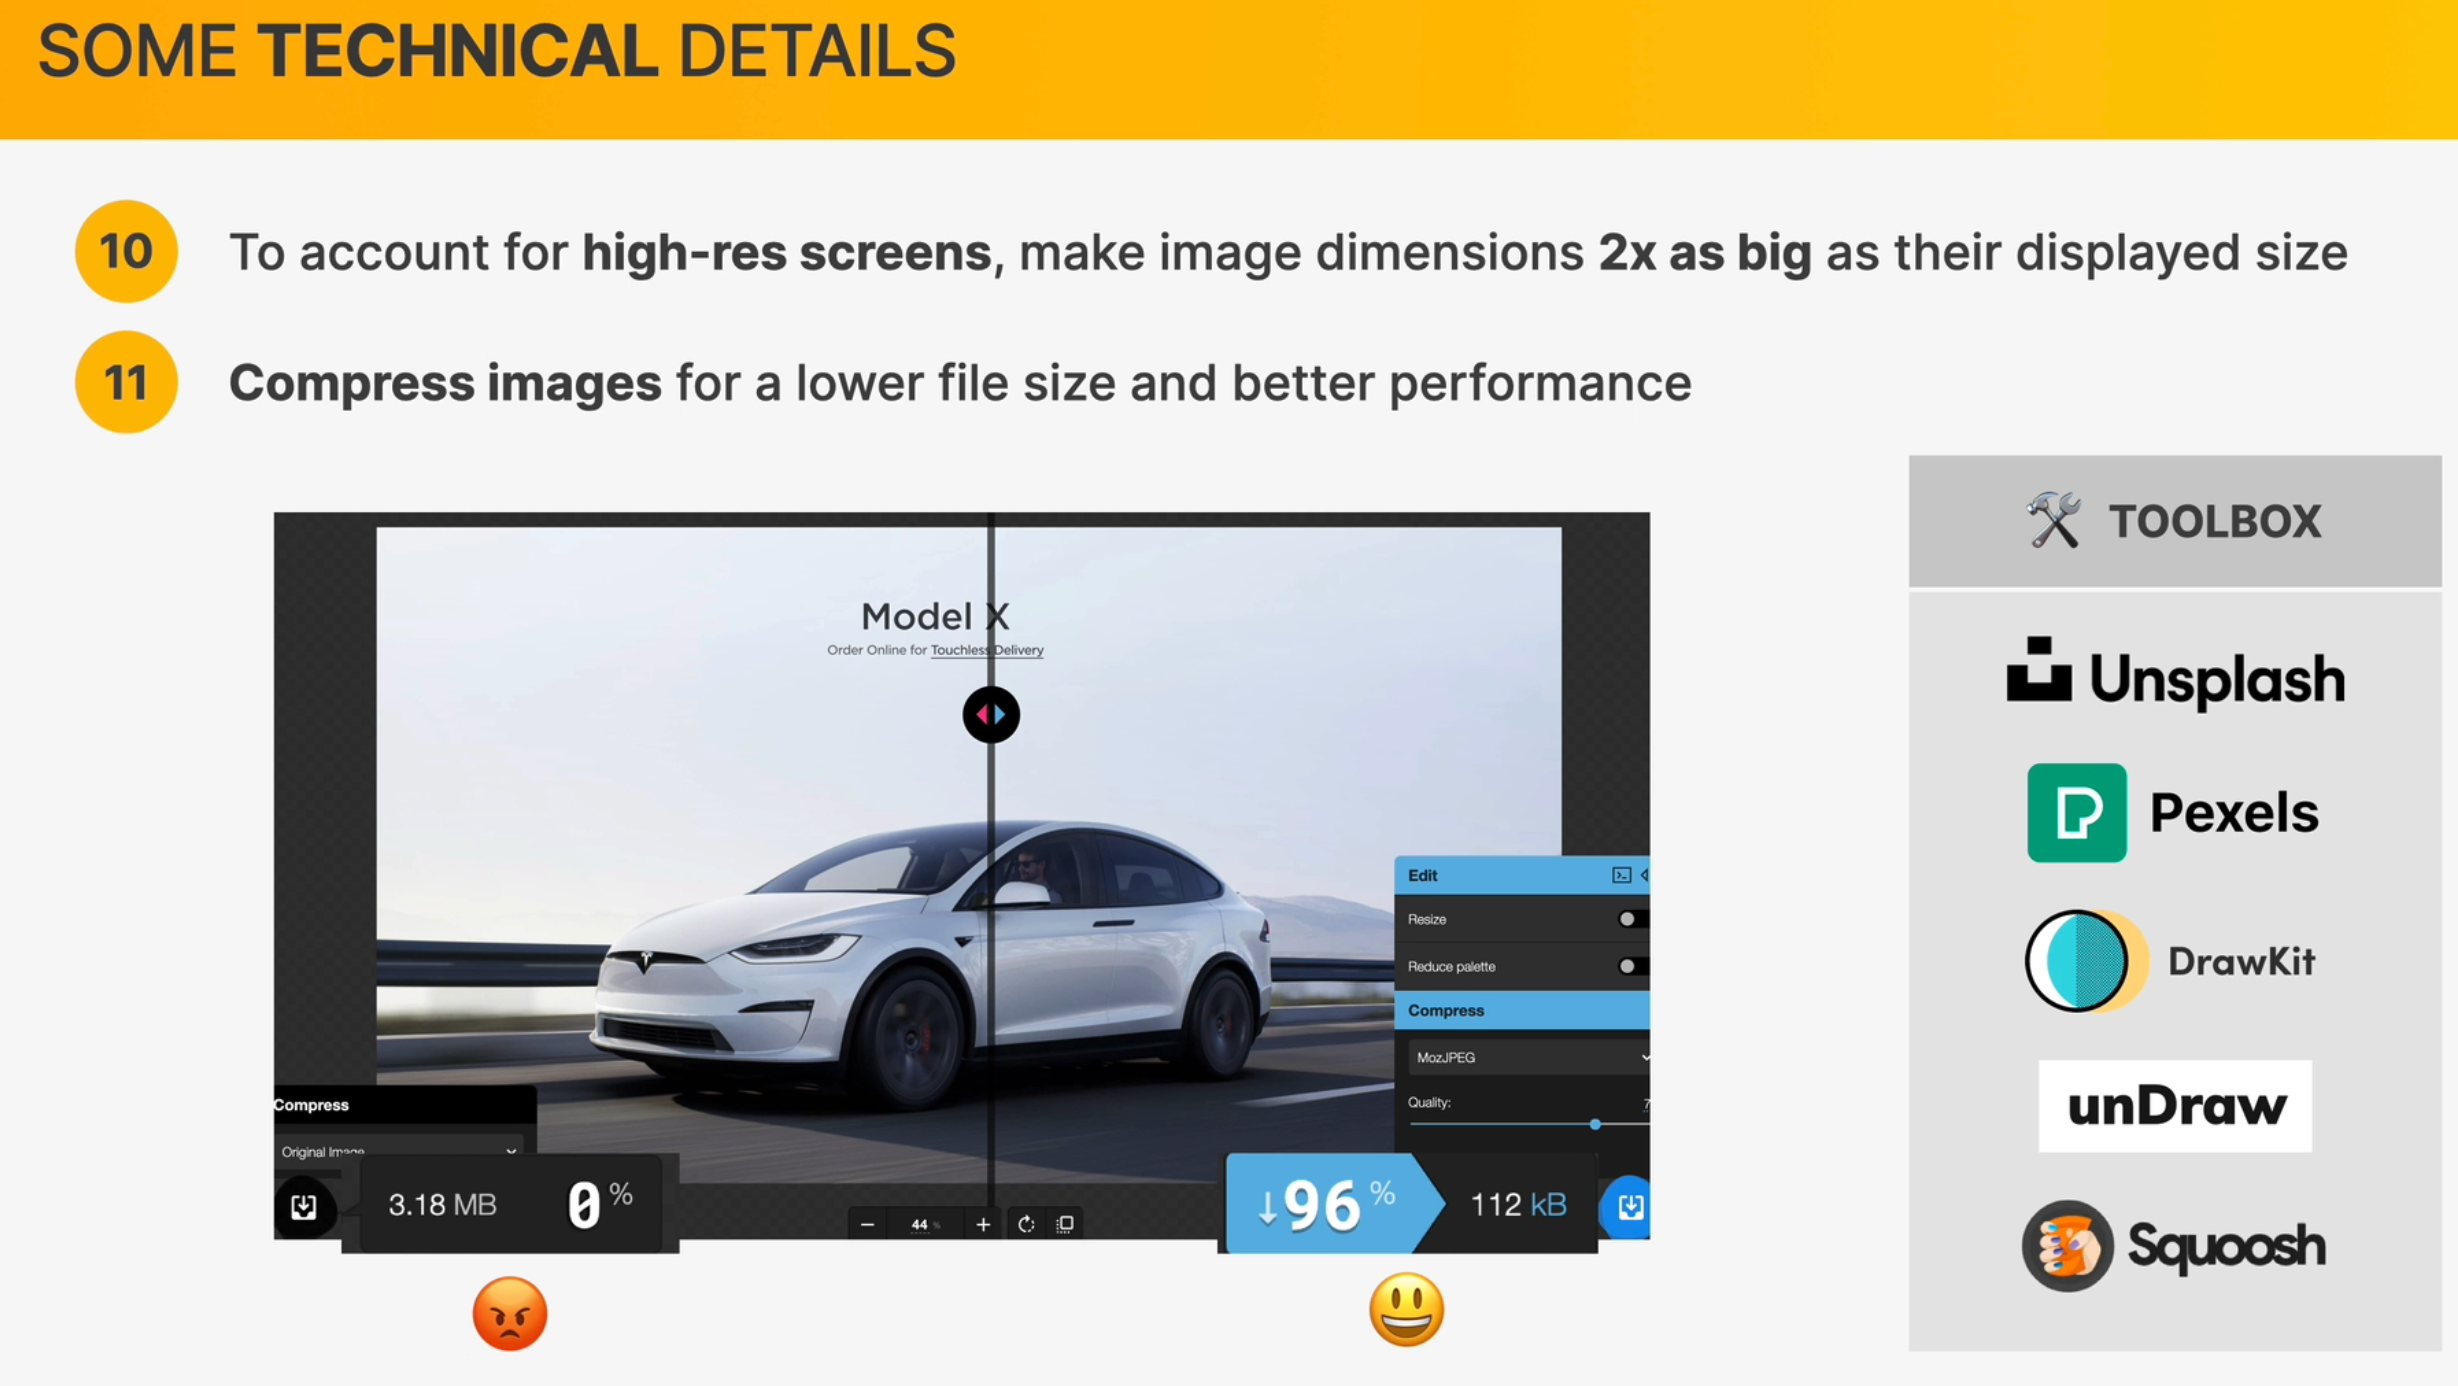 SOME TECHNICAL DETAILS
10 To account for high-res screens, make image dimensions 2x as big as their displayed size
11 Compress images for a lower file size and better performance
Model X
Order Online for Touchless Delivery
Edit
Resize
Reduce palette
Compress
MozJPEG
Quality: 7
Compress
Original Image
3.18 MB 0 %
44 %
↓96 % 112 kB
TOOLBOX
Unsplash
Pexels
DrawKit
unDraw
Squoosh